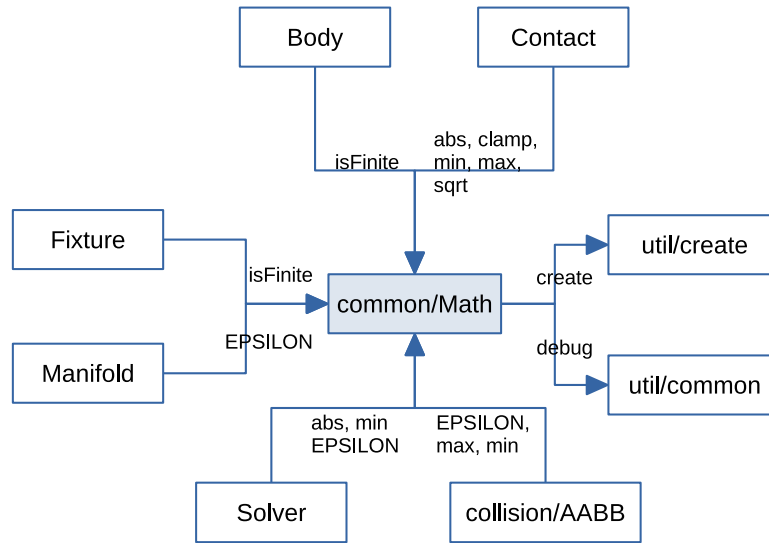 Body
Contact
isFinite
abs, clamp,
min, max,
sqrt
Fixture
isFinite
common/Math
create
util/create
Manifold
EPSILON
debug
util/common
abs, min
EPSILON
EPSILON,
max, min
Solver
collision/AABB